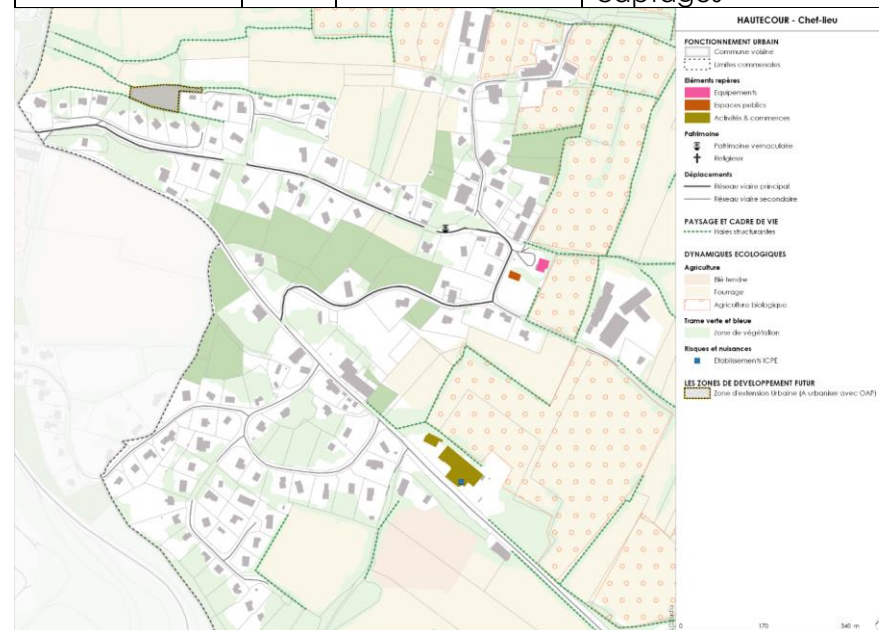 captages
HAUTECOUR - Chef-lieu
FONCTIONNEMENT URBAIN
Commune voisine
Limites communales
Eléments repères
Equipements
Espaces publics
Activités & commerces
Patrimoine
Patrimoine vernaculaire
Religieux
Déplacements
Réseau viaire principal
Réseau viaire secondaire
PAYSAGE ET CADRE DE VIE
Haies structurantes
DYNAMIQUES ECOLOGIQUES
Agriculture
Blé tendre
Fourrage
Agriculture biologique
Trame verte et bleue
Zone de végétation
Risques et nuisances
Etablissements ICPE
LES ZONES DE DEVELOPPEMENT FUTUR
Zone d'extension Urbaine (A urbaniser avec OAP)
0 170 340 m